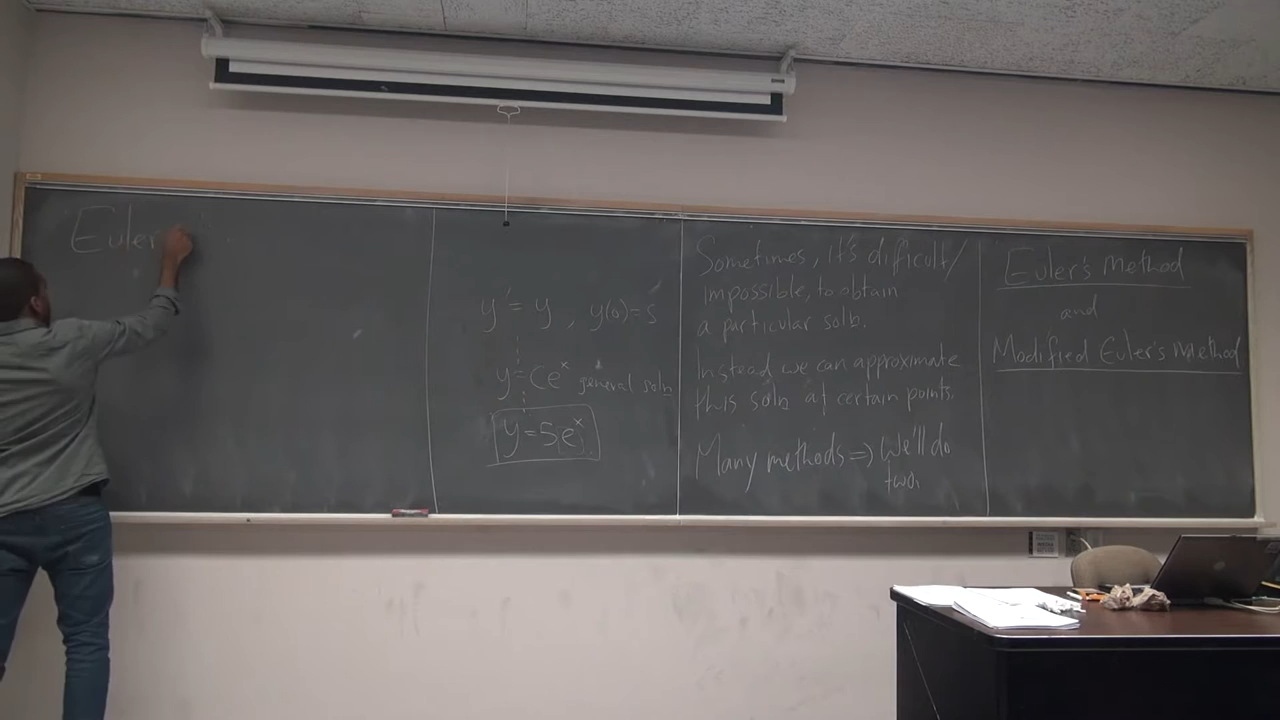 Euler
y' = y , y(0)=5
y=Ce^x general soln
y=5e^x
Sometimes, it's difficult/
impossible, to obtain
a particular soln.
Instead we can approximate
this soln at certain points.
Many methods => We'll do
two.
Euler's Method
and
Modified Euler's Method